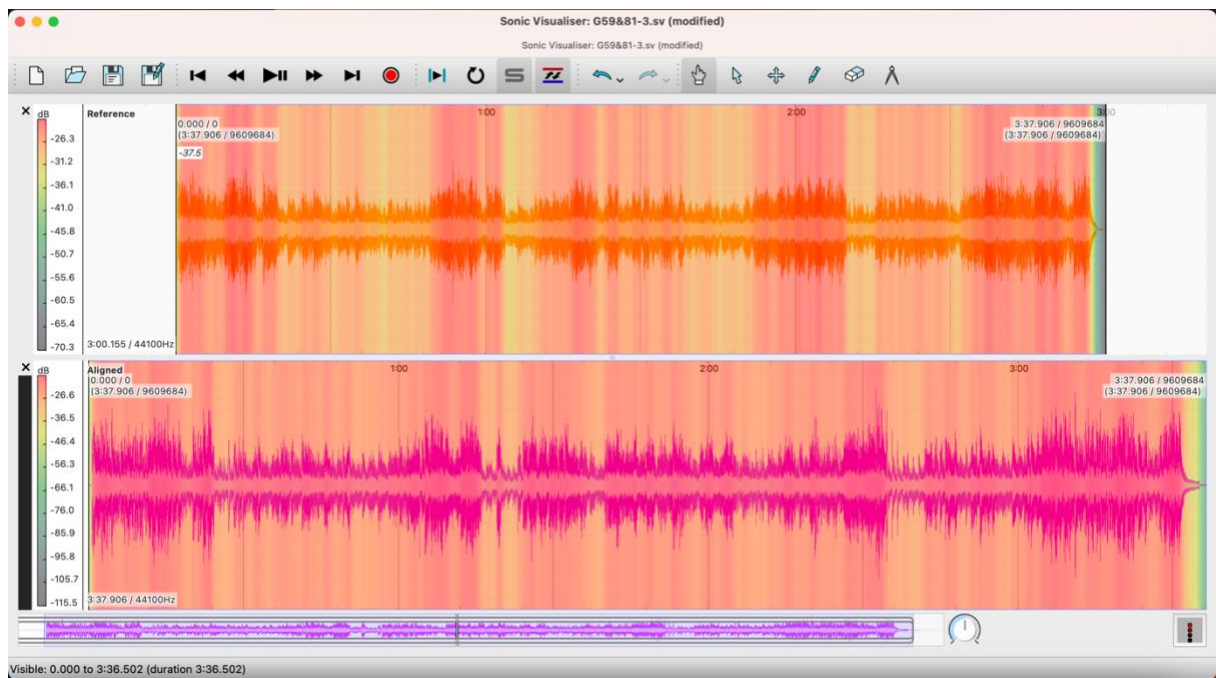 Sonic Visualiser: G59&81-3.sv (modified)
Sonic Visualiser: G59&81-3.sv (modified)
dB
Reference
1:00
2:00
3:00
0.000 / 0
(3:37.906 / 9609684)
3:37.906 / 9609684
(3:37.906 / 9609684)
-37.5
-26.3
-31.2
-36.1
-41.0
-45.8
-50.7
-55.6
-60.5
-65.4
-70.3
3:00.155 / 44100Hz
dB
Aligned
1:00
2:00
3:00
0.000 / 0
(3:37.906 / 9609684)
3:37.906 / 9609684
(3:37.906 / 9609684)
-26.6
-36.5
-46.4
-56.3
-66.1
-76.0
-85.9
-95.8
-105.7
-115.5
3:37.906 / 44100Hz
Visible: 0.000 to 3:36.502 (duration 3:36.502)